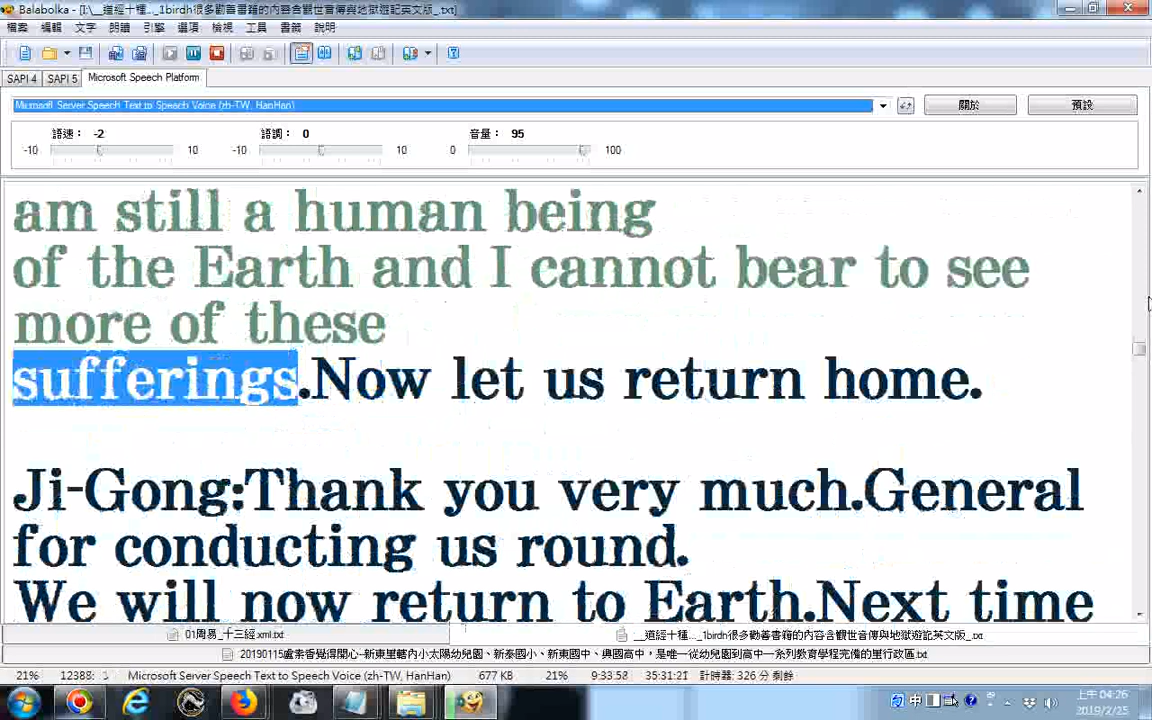 Balabolka - [I:\__道經十種..._1birdh很多勸善書籍的內容含觀世音傳與地獄遊記英文版_.txt]
檔案 編輯 文字 朗讀 引擎 選項 檢視 工具 書籤 說明
SAPI 4 SAPI 5 Microsoft Speech Platform
Microsoft Server Speech Text to Speech Voice (zh-TW, HanHan) 關於 預設
語速： -2 語調： 0 音量： 95
-10 10 -10 10 0 100
am still a human being
of the Earth and I cannot bear to see
more of these
sufferings.Now let us return home.
Ji-Gong:Thank you very much.General
for conducting us round.
We will now return to Earth.Next time
01周易_十三經.xml.txt __道經十種..._1birdh很多勸善書籍的內容含觀世音傳與地獄遊記英文版_.txt
20190115盧素香覺得開心-新東里轄內小太陽幼兒園、新泰國小、新東國中、興國高中，是唯一從幼兒園到高中一系列教育學程完備的里行政區.txt
21% 12388: 1 Microsoft Server Speech Text to Speech Voice (zh-TW, HanHan) 677 KB 21% 9:33:58 35:31:21 計時器: 326 分 剩餘
中 上午 04:26
2019/2/25